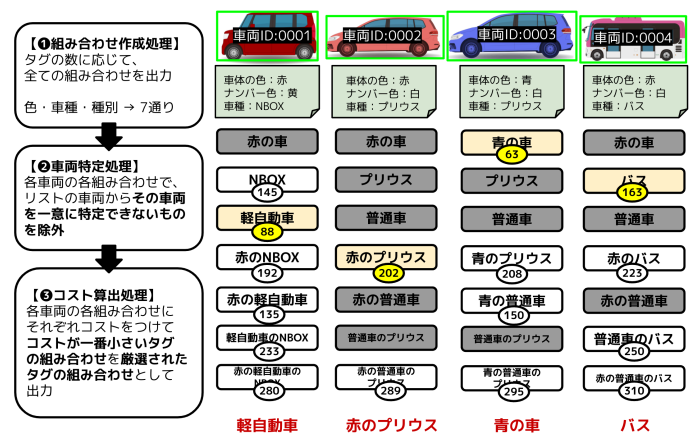 【❶組み合わせ作成処理】
タグの数に応じて、
全ての組み合わせを出力
色・車種・種別 → 7通り
【❷車両特定処理】
各車両の各組み合わせで、
リストの車両からその車両
を一意に特定できないもの
を除外
【❸コスト算出処理】
各車両の各組み合わせに
それぞれコストをつけて
コストが一番小さいタグ
の組み合わせを厳選された
タグの組み合わせとして
出力
車両ID:0001
車体の色：赤
ナンバー色：黄
車種：NBOX
赤の車
NBOX
145
軽自動車
88
赤のNBOX
192
赤の軽自動車
135
軽自動車のNBOX
233
赤の軽自動車の
NBOX
280
軽自動車
車両ID:0002
車体の色：赤
ナンバー色：白
車種：プリウス
赤の車
プリウス
普通車
赤のプリウス
202
赤の普通車
普通車のプリウス
赤の普通車の
プリウス
289
赤のプリウス
車両ID:0003
車体の色：青
ナンバー色：白
車種：プリウス
青の車
63
プリウス
普通車
青のプリウス
208
青の普通車
150
普通車のプリウス
青の普通車の
プリウス
295
青の車
車両ID:0004
車体の色：赤
ナンバー色：白
車種：バス
赤の車
バス
163
普通車
赤のバス
223
赤の普通車
普通車のバス
250
赤の普通車のバス
310
バス